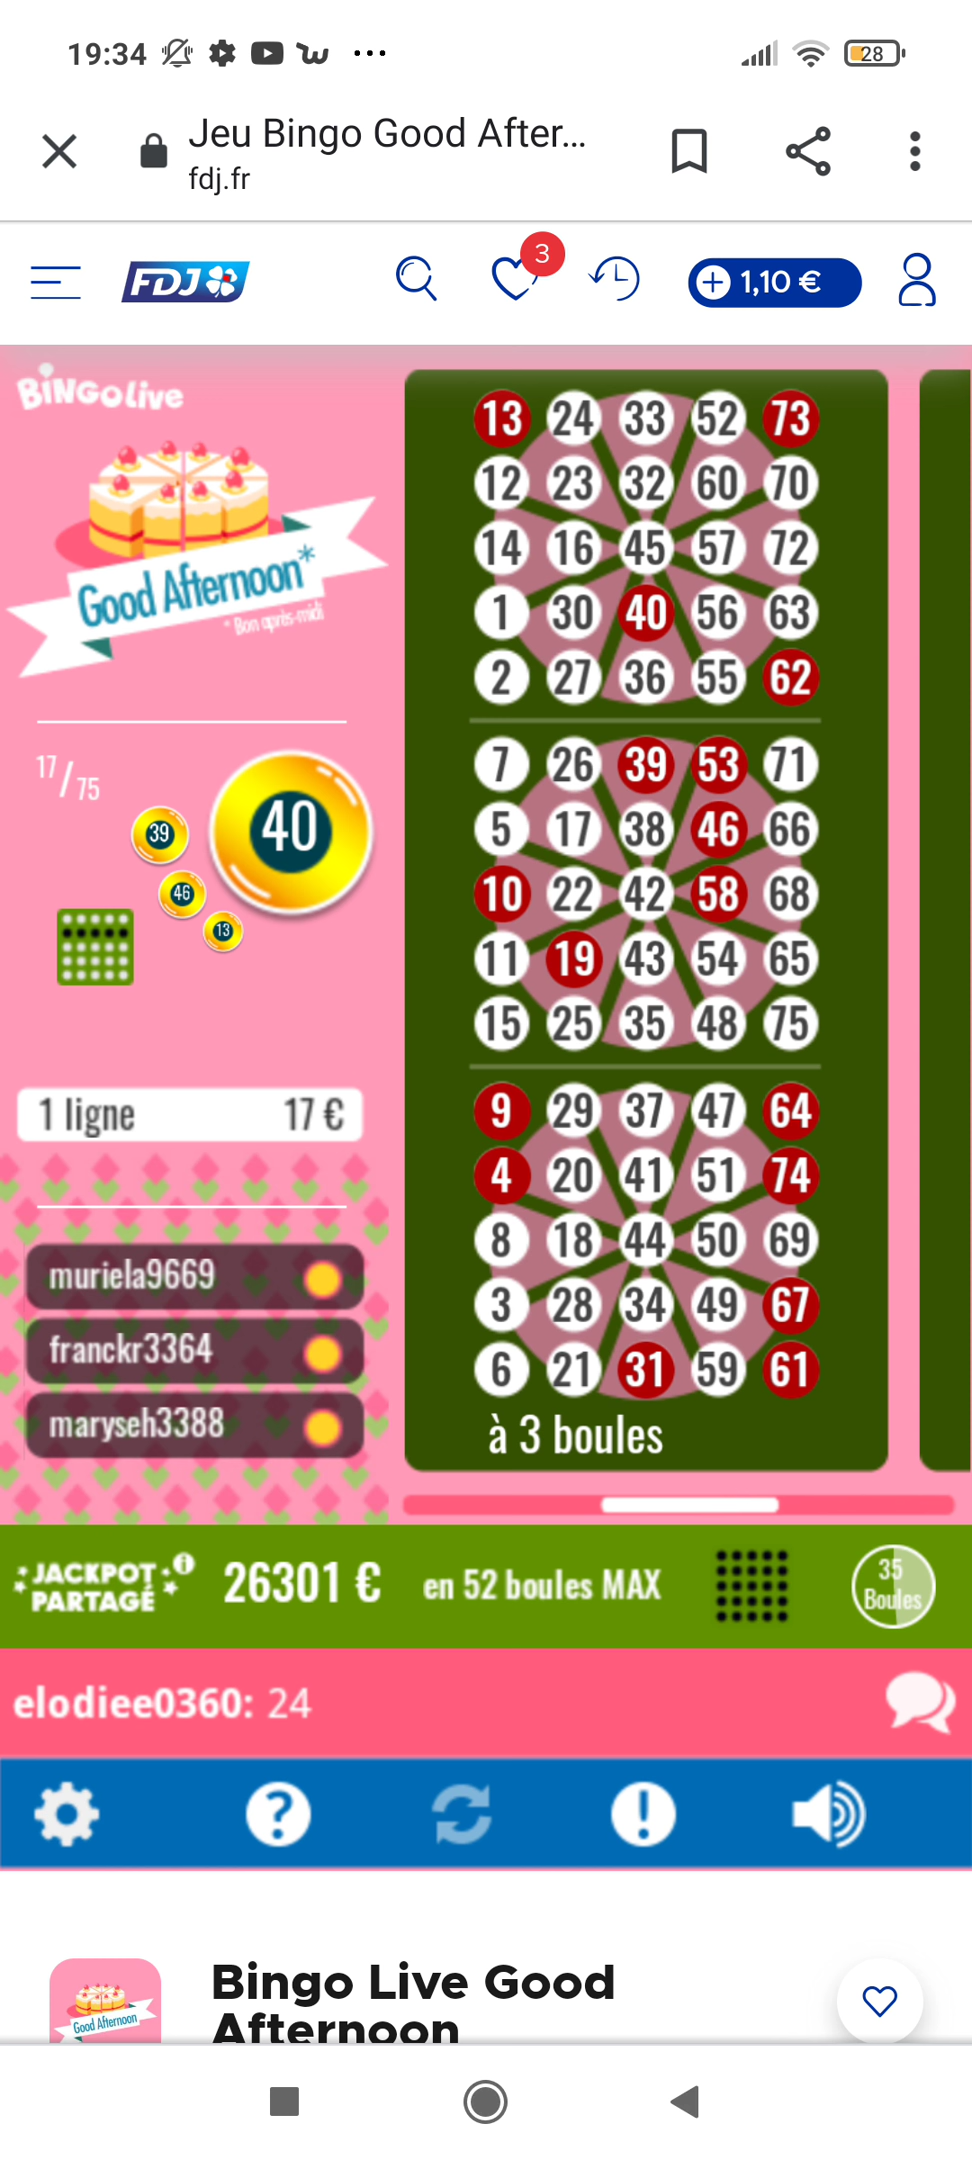 19:34
28
Jeu Bingo Good After...
fdj.fr
FDJ
3
1,10 €
BiNGO live
Good Afternoon*
* Bon après-midi
17/75
40
39
46
13
1 ligne 17 €
muriela9669
franckr3364
maryseh3388
13 24 33 52 73
12 23 32 60 70
14 16 45 57 72
1 30 40 56 63
2 27 36 55 62
7 26 39 53 71
5 17 38 46 66
10 22 42 58 68
11 19 43 54 65
15 25 35 48 75
9 29 37 47 64
4 20 41 51 74
8 18 44 50 69
3 28 34 49 67
6 21 31 59 61
à 3 boules
JACKPOT
PARTAGÉ
26301 € en 52 boules MAX
35
Boules
elodiee0360: 24
Good Afternoon
Bingo Live Good
Afternoon